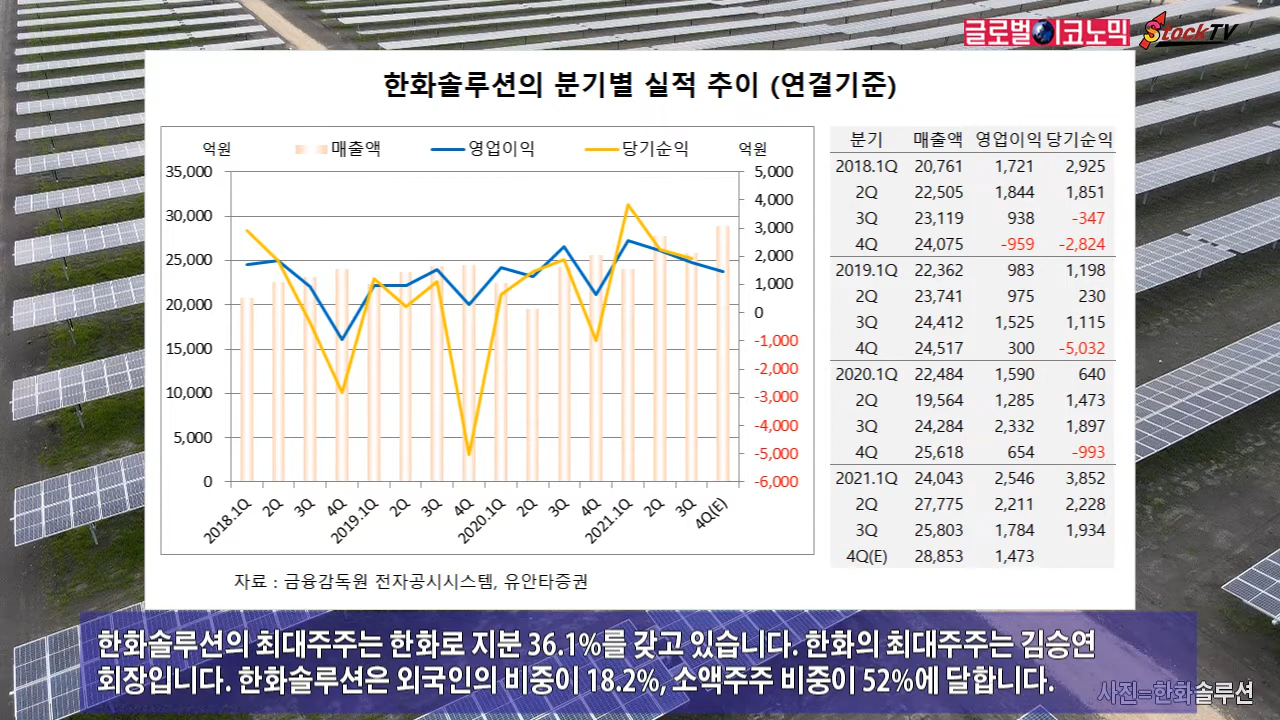 글로벌이코노믹 StockTV
한화솔루션의 분기별 실적 추이 (연결기준)
억원 매출액 영업이익 당기순익 억원
35,000 5,000
4,000
30,000 3,000
25,000 2,000
1,000
20,000 0
15,000 -1,000
-2,000
10,000 -3,000
5,000 -4,000
-5,000
0 -6,000
2018.1Q 2Q 3Q 4Q 2019.1Q 2Q 3Q 4Q 2020.1Q 2Q 3Q 4Q 2021.1Q 2Q 3Q 4Q(E)
분기 매출액 영업이익 당기순익
2018.1Q 20,761 1,721 2,925
2Q 22,505 1,844 1,851
3Q 23,119 938 -347
4Q 24,075 -959 -2,824
2019.1Q 22,362 983 1,198
2Q 23,741 975 230
3Q 24,412 1,525 1,115
4Q 24,517 300 -5,032
2020.1Q 22,484 1,590 640
2Q 19,564 1,285 1,473
3Q 24,284 2,332 1,897
4Q 25,618 654 -993
2021.1Q 24,043 2,546 3,852
2Q 27,775 2,211 2,228
3Q 25,803 1,784 1,934
4Q(E) 28,853 1,473
자료 : 금융감독원 전자공시시스템, 유안타증권
한화솔루션의 최대주주는 한화로 지분 36.1%를 갖고 있습니다. 한화의 최대주주는 김승연
회장입니다. 한화솔루션은 외국인의 비중이 18.2%, 소액주주 비중이 52%에 달합니다.
사진=한화솔루션